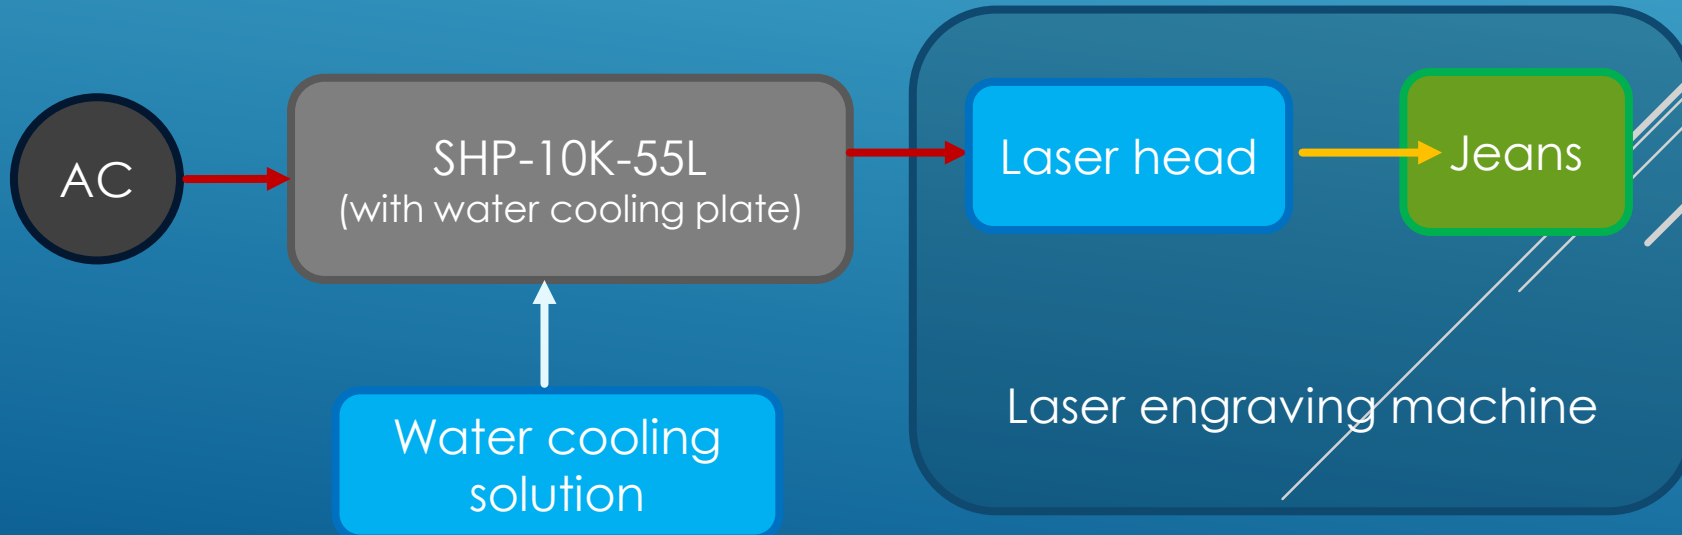 AC
SHP-10K-55L
(with water cooling plate)
Laser head
Jeans
Water cooling
solution
Laser engraving machine